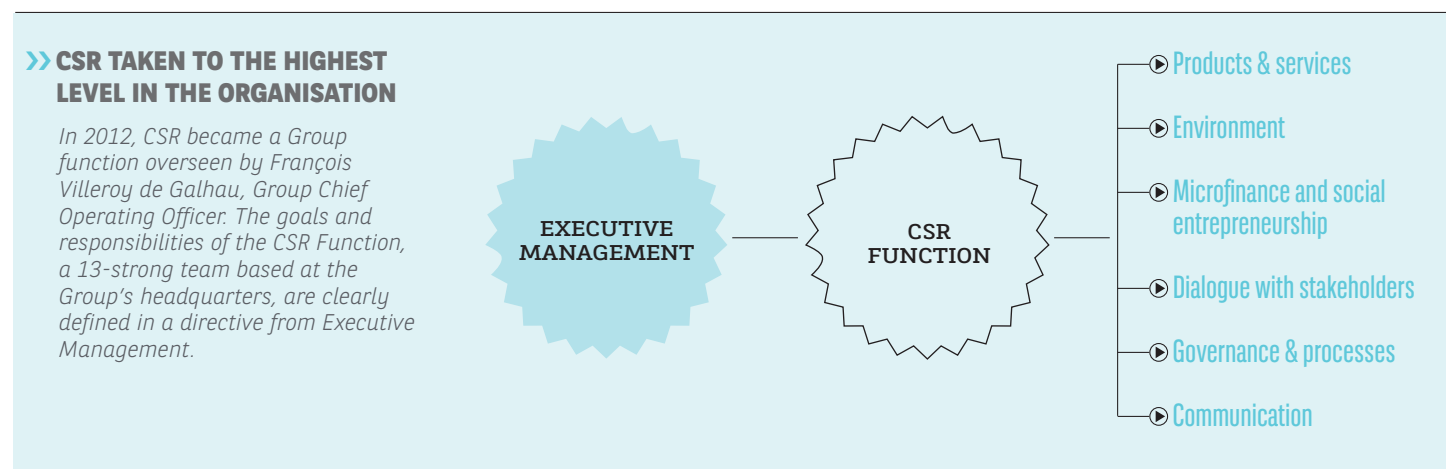 CSR TAKEN TO THE HIGHEST
LEVEL IN THE ORGANISATION
In 2012, CSR became a Group
function overseen by François
Villeroy de Galhau, Group Chief
Operating Officer. The goals and
responsibilities of the CSR Function,
a 13-strong team based at the
Group's headquarters, are clearly
defined in a directive from Executive
Management.
EXECUTIVE
MANAGEMENT
CSR
FUNCTION
Products & services
Environment
Microfinance and social
entrepreneurship
Dialogue with stakeholders
Governance & processes
Communication